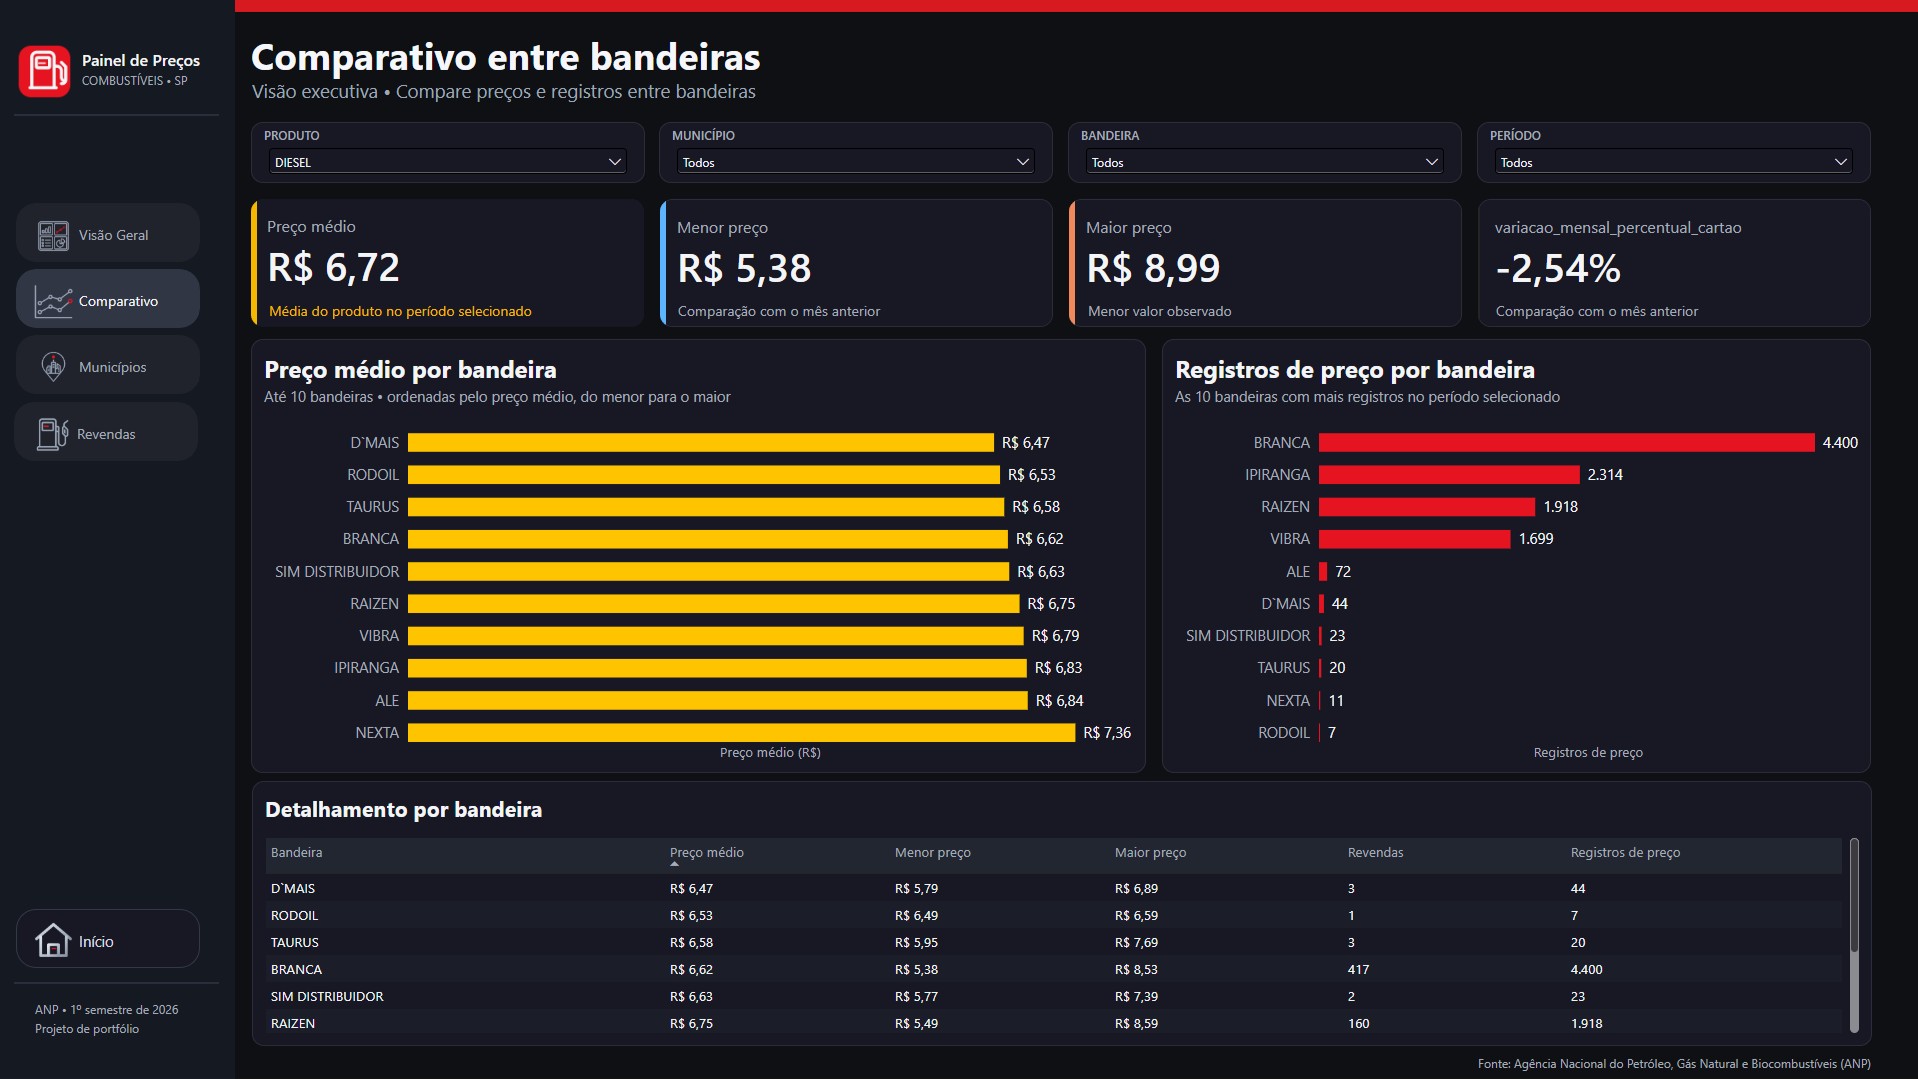 Painel de Preços
COMBUSTÍVEIS • SP
Visão Geral
Comparativo
Municípios
Revendas
Início
ANP • 1º semestre de 2026
Projeto de portfólio
Comparativo entre bandeiras
Visão executiva • Compare preços e registros entre bandeiras
PRODUTO
DIESEL
MUNICÍPIO
Todos
BANDEIRA
Todos
PERÍODO
Todos
Preço médio
R$ 6,72
Média do produto no período selecionado
Menor preço
R$ 5,38
Comparação com o mês anterior
Maior preço
R$ 8,99
Menor valor observado
variacao_mensal_percentual_cartao
-2,54%
Comparação com o mês anterior
Preço médio por bandeira
Até 10 bandeiras • ordenadas pelo preço médio, do menor para o maior
D`MAIS R$ 6,47
RODOIL R$ 6,53
TAURUS R$ 6,58
BRANCA R$ 6,62
SIM DISTRIBUIDOR R$ 6,63
RAIZEN R$ 6,75
VIBRA R$ 6,79
IPIRANGA R$ 6,83
ALE R$ 6,84
NEXTA R$ 7,36
Preço médio (R$)
Registros de preço por bandeira
As 10 bandeiras com mais registros no período selecionado
BRANCA 4.400
IPIRANGA 2.314
RAIZEN 1.918
VIBRA 1.699
ALE 72
D`MAIS 44
SIM DISTRIBUIDOR 23
TAURUS 20
NEXTA 11
RODOIL 7
Registros de preço
Detalhamento por bandeira
Bandeira Preço médio Menor preço Maior preço Revendas Registros de preço
D`MAIS R$ 6,47 R$ 5,79 R$ 6,89 3 44
RODOIL R$ 6,53 R$ 6,49 R$ 6,59 1 7
TAURUS R$ 6,58 R$ 5,95 R$ 7,69 3 20
BRANCA R$ 6,62 R$ 5,38 R$ 8,53 417 4.400
SIM DISTRIBUIDOR R$ 6,63 R$ 5,77 R$ 7,39 2 23
RAIZEN R$ 6,75 R$ 5,49 R$ 8,59 160 1.918
Fonte: Agência Nacional do Petróleo, Gás Natural e Biocombustíveis (ANP)